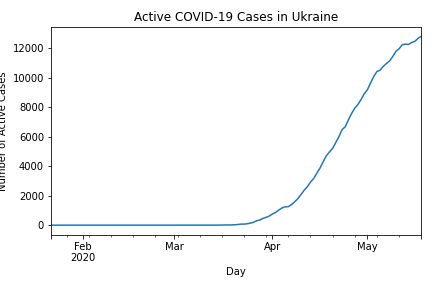 Active COVID-19 Cases in Ukraine
12000
10000
8000
6000
4000
2000
0
Number of Active Cases
Feb
2020
Mar
Apr
May
Day